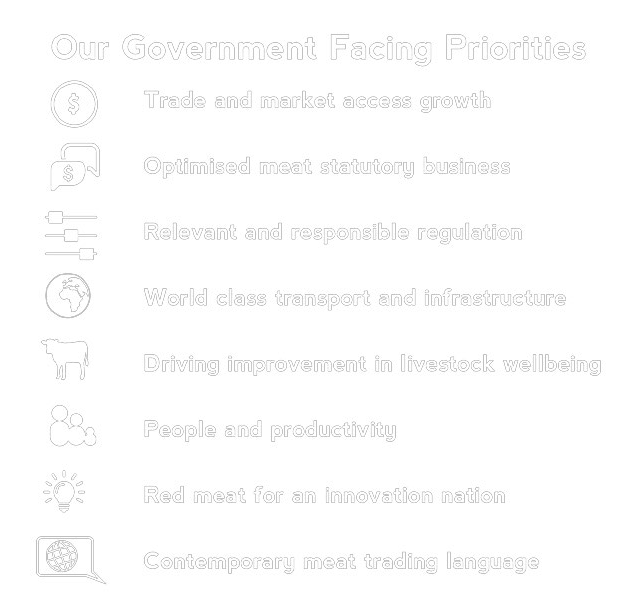 Our Government Facing Priorities
$
Trade and market access growth
$
Optimised meat statutory business
Relevant and responsible regulation
World class transport and infrastructure
Driving improvement in livestock wellbeing
People and productivity
Red meat for an innovation nation
Contemporary meat trading language